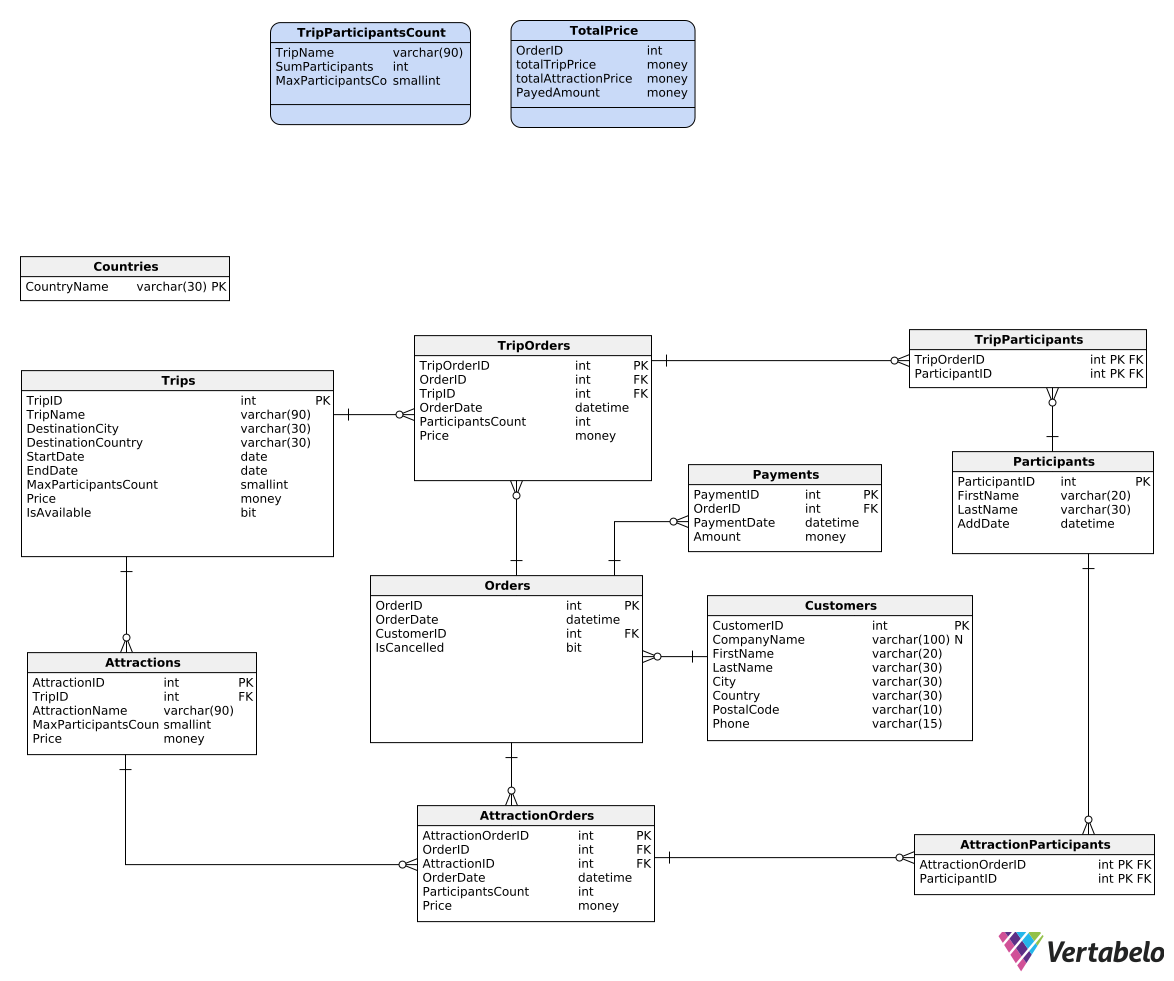 TripParticipantsCount
TripName varchar(90)
SumParticipants int
MaxParticipantsCo smallint
TotalPrice
OrderID int
totalTripPrice money
totalAttractionPrice money
PayedAmount money
Countries
CountryName varchar(30) PK
Trips
TripID int PK
TripName varchar(90)
DestinationCity varchar(30)
DestinationCountry varchar(30)
StartDate date
EndDate date
MaxParticipantsCount smallint
Price money
IsAvailable bit
TripOrders
TripOrderID int PK
OrderID int FK
TripID int FK
OrderDate datetime
ParticipantsCount int
Price money
TripParticipants
TripOrderID int PK FK
ParticipantID int PK FK
Payments
PaymentID int PK
OrderID int FK
PaymentDate datetime
Amount money
Participants
ParticipantID int PK
FirstName varchar(20)
LastName varchar(30)
AddDate datetime
Orders
OrderID int PK
OrderDate datetime
CustomerID int FK
IsCancelled bit
Customers
CustomerID int PK
CompanyName varchar(100) N
FirstName varchar(20)
LastName varchar(30)
City varchar(30)
Country varchar(30)
PostalCode varchar(10)
Phone varchar(15)
Attractions
AttractionID int PK
TripID int FK
AttractionName varchar(90)
MaxParticipantsCoun smallint
Price money
AttractionOrders
AttractionOrderID int PK
OrderID int FK
AttractionID int FK
OrderDate datetime
ParticipantsCount int
Price money
AttractionParticipants
AttractionOrderID int PK FK
ParticipantID int PK FK
Vertabelo